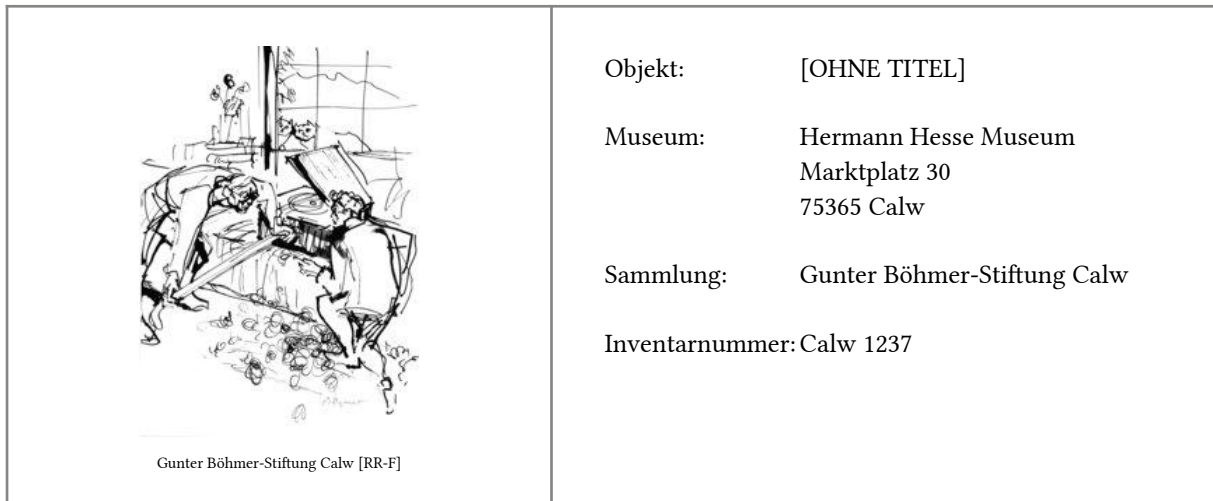 Gunter Böhmer-Stiftung Calw [RR-F]
Objekt: [OHNE TITEL]
Museum: Hermann Hesse Museum
Marktplatz 30
75365 Calw
Sammlung: Gunter Böhmer-Stiftung Calw
Inventarnummer: Calw 1237